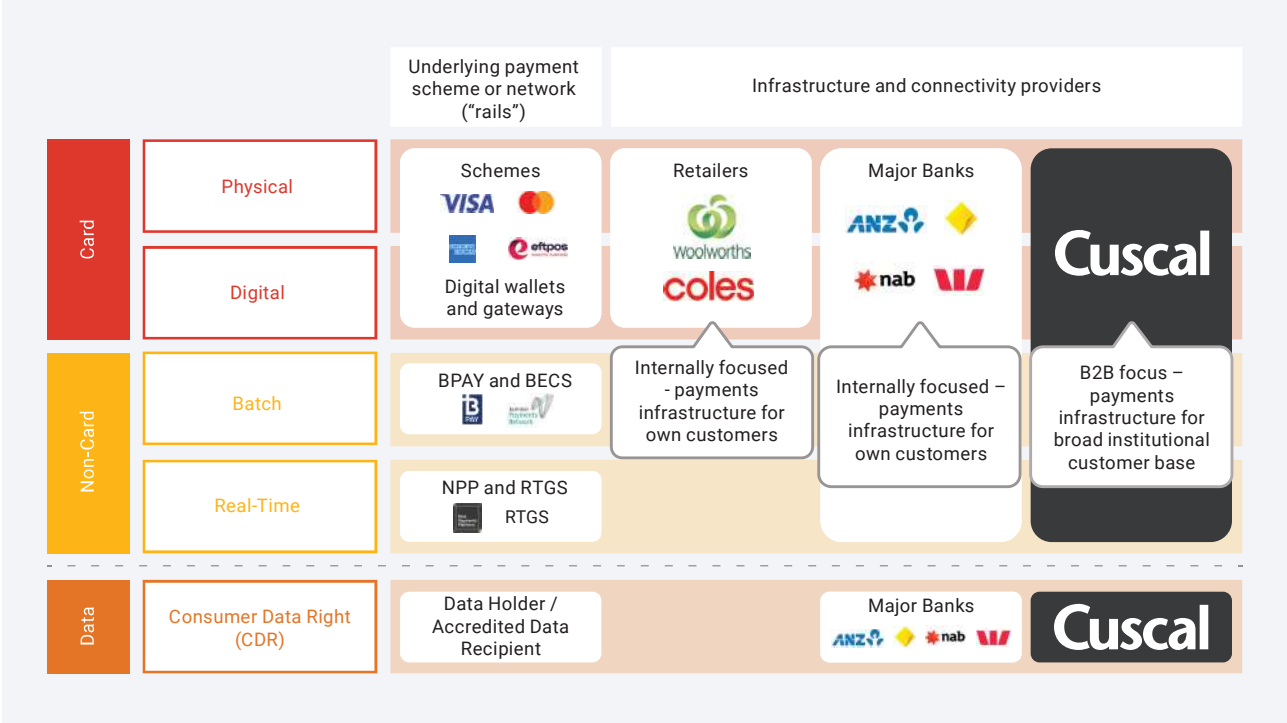 Underlying payment
scheme or network
(“rails”)
Infrastructure and connectivity providers
Card
Physical
Digital
Schemes
VISA
eftpos
Digital wallets
and gateways
Retailers
woolworths
coles
Major Banks
ANZ
nab
Cuscal
Non-Card
Batch
Real-Time
BPAY and BECS
B
PAY
Payments
Network
NPP and RTGS
RTGS
Internally focused
- payments
infrastructure for
own customers
Internally focused –
payments
infrastructure for
own customers
B2B focus –
payments
infrastructure for
broad institutional
customer base
Data
Consumer Data Right
(CDR)
Data Holder /
Accredited Data
Recipient
Major Banks
ANZ
nab
Cuscal